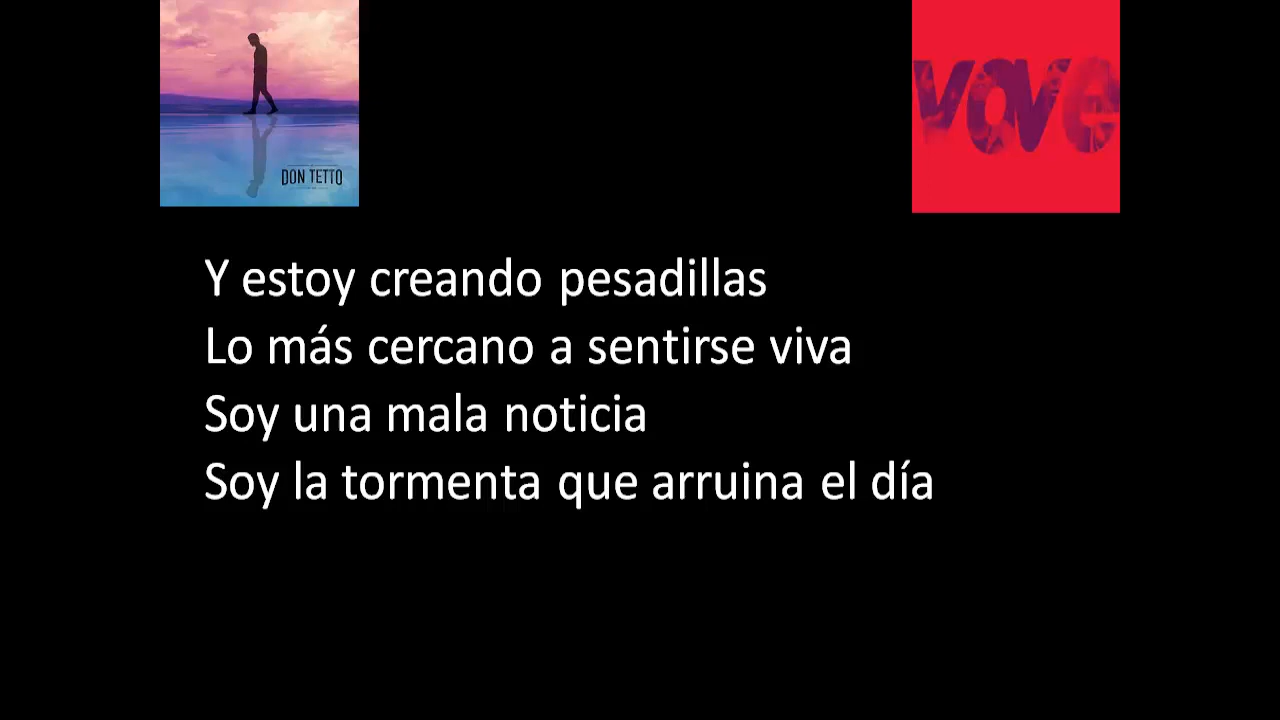 DON TETTO
vove
Y estoy creando pesadillas
Lo más cercano a sentirse viva
Soy una mala noticia
Soy la tormenta que arruina el día